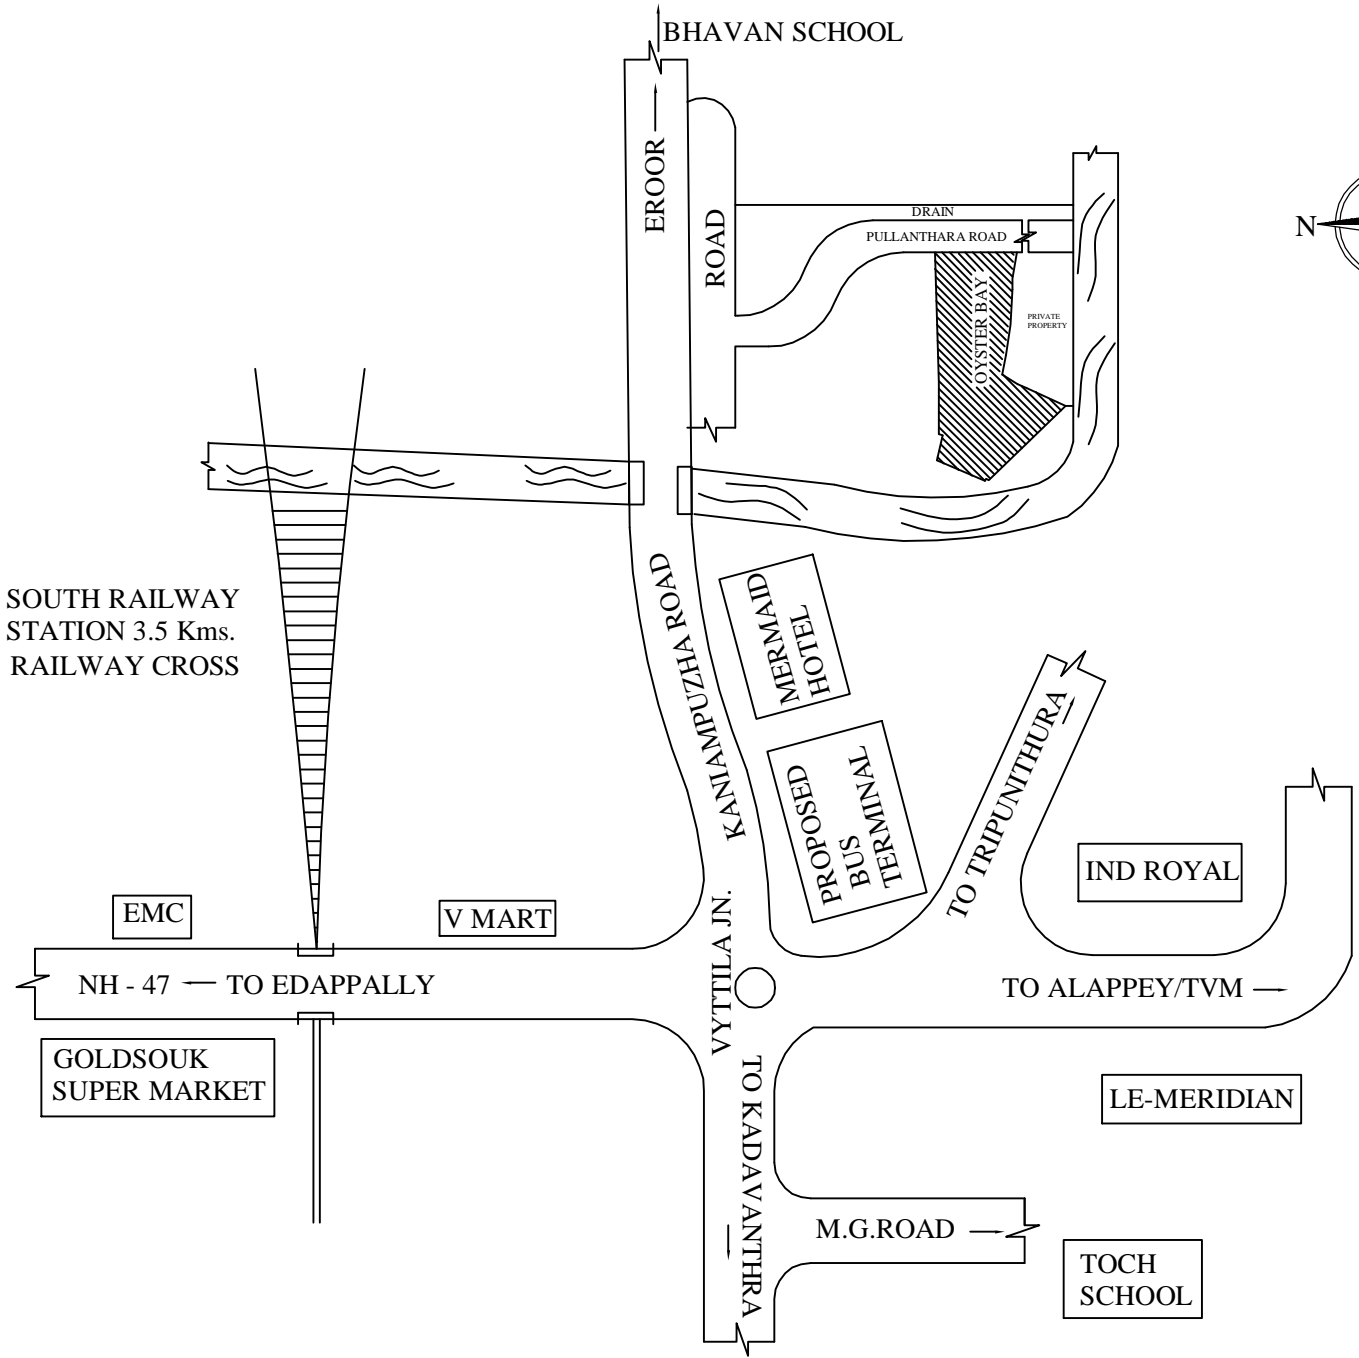 BHAVAN SCHOOL
EROOR
ROAD
DRAIN
PULLANTHARA ROAD
N
OYSTER BAY
PRIVATE
PROPERTY
SOUTH RAILWAY
STATION 3.5 Kms.
RAILWAY CROSS
KANIAMPUZHA ROAD
MERMAID
HOTEL
PROPOSED
BUS
TERMINAL
TO TRIPUNITHURA
IND ROYAL
EMC
V MART
VYTTILA JN.
NH - 47
TO EDAPPALLY
TO ALAPPEY/TVM
GOLDSOUK
SUPER MARKET
TO KADAVANTHRA
LE-MERIDIAN
M.G.ROAD
TOCH
SCHOOL